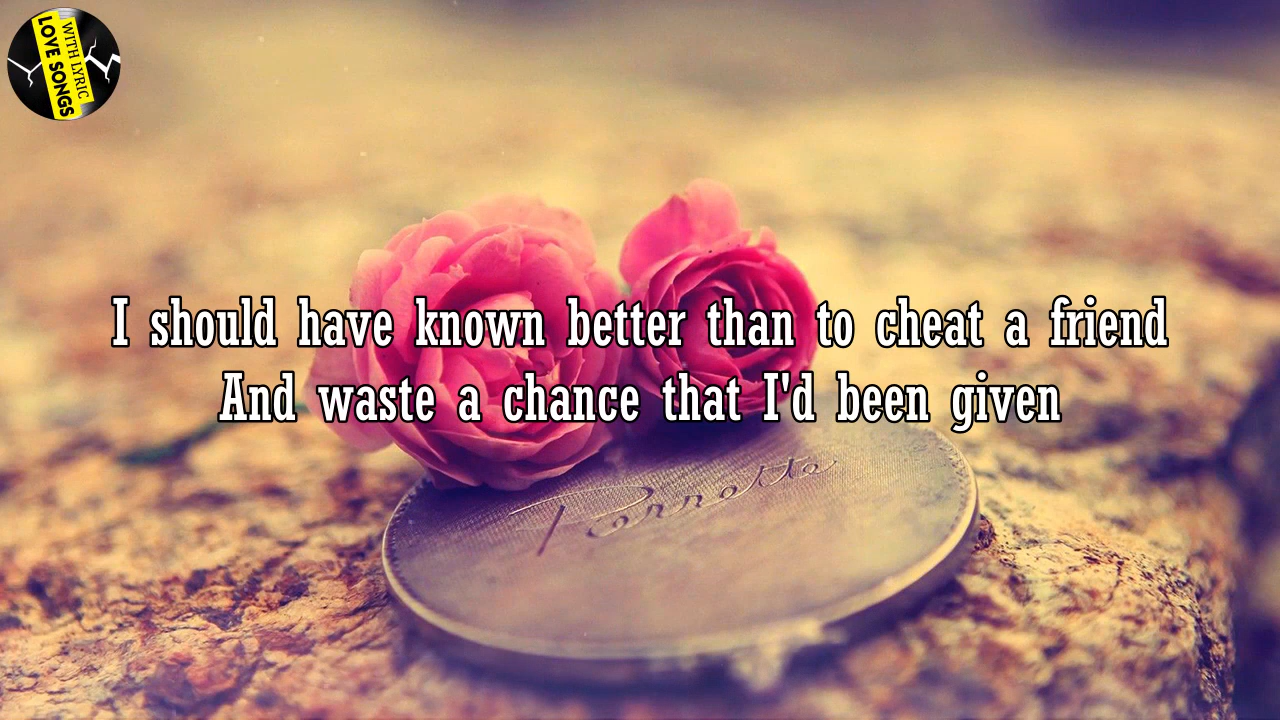 WITH LYRIC
LOVE SONGS
I should have known better than to cheat a friend
And waste a chance that I'd been given